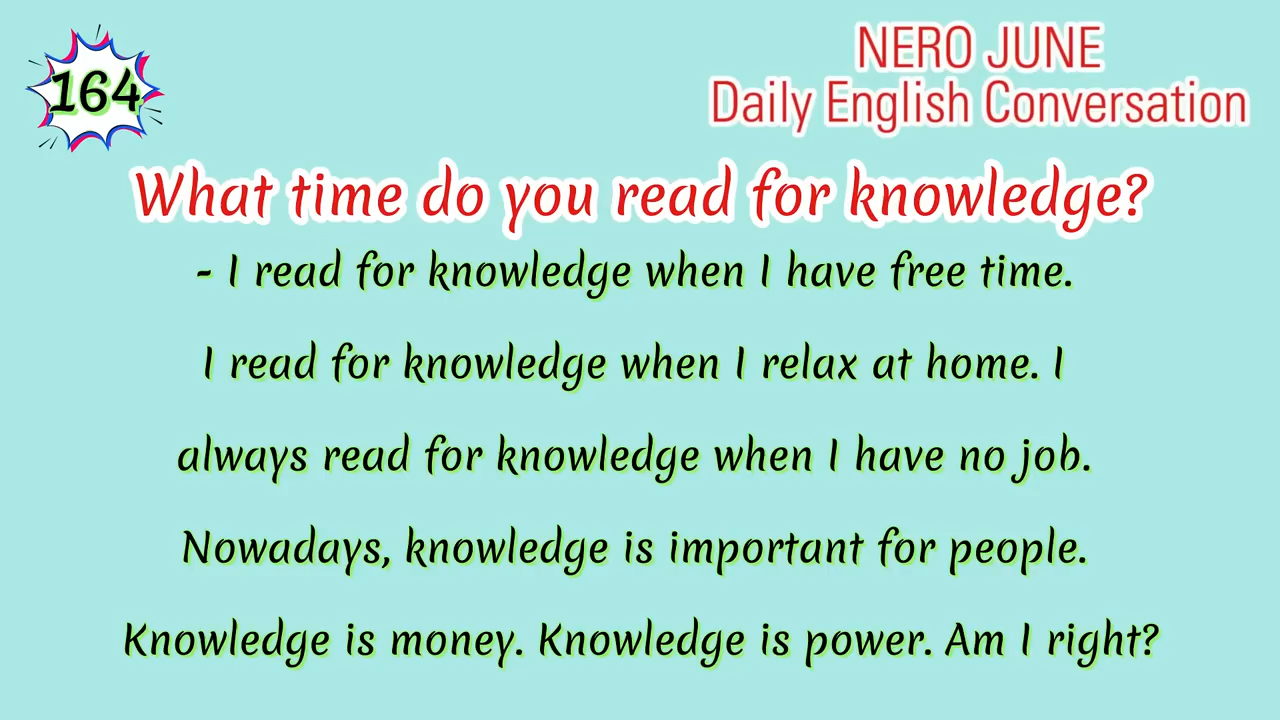 164
NERO JUNE
Daily English Conversation
What time do you read for knowledge?
- I read for knowledge when I have free time.
I read for knowledge when I relax at home. I
always read for knowledge when I have no job.
Nowadays, knowledge is important for people.
Knowledge is money. Knowledge is power. Am I right?